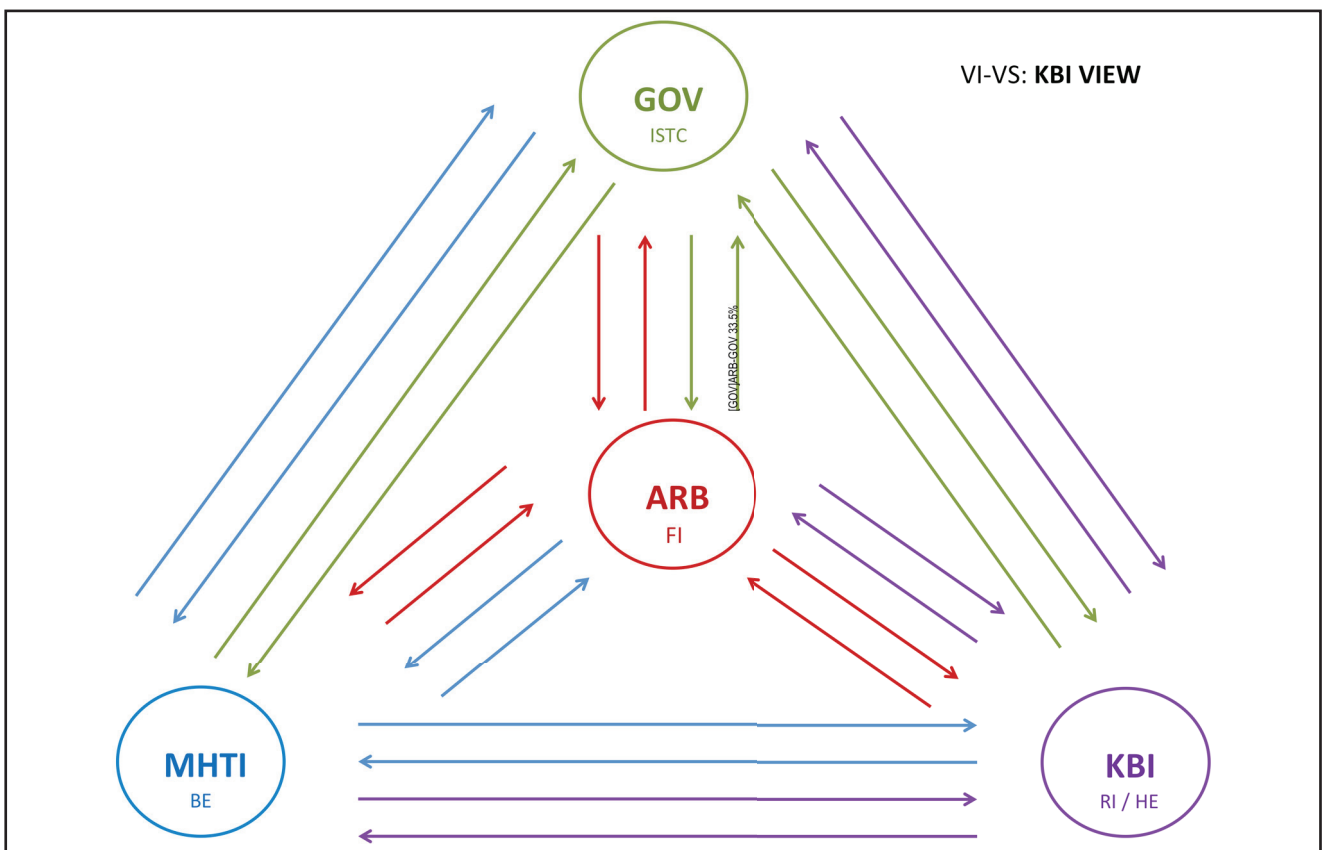 VI-VS: KBI VIEW
GOV
ISTC
[GOV]ARB-GOV 33.5%
ARB
FI
MHTI
BE
KBI
RI / HE